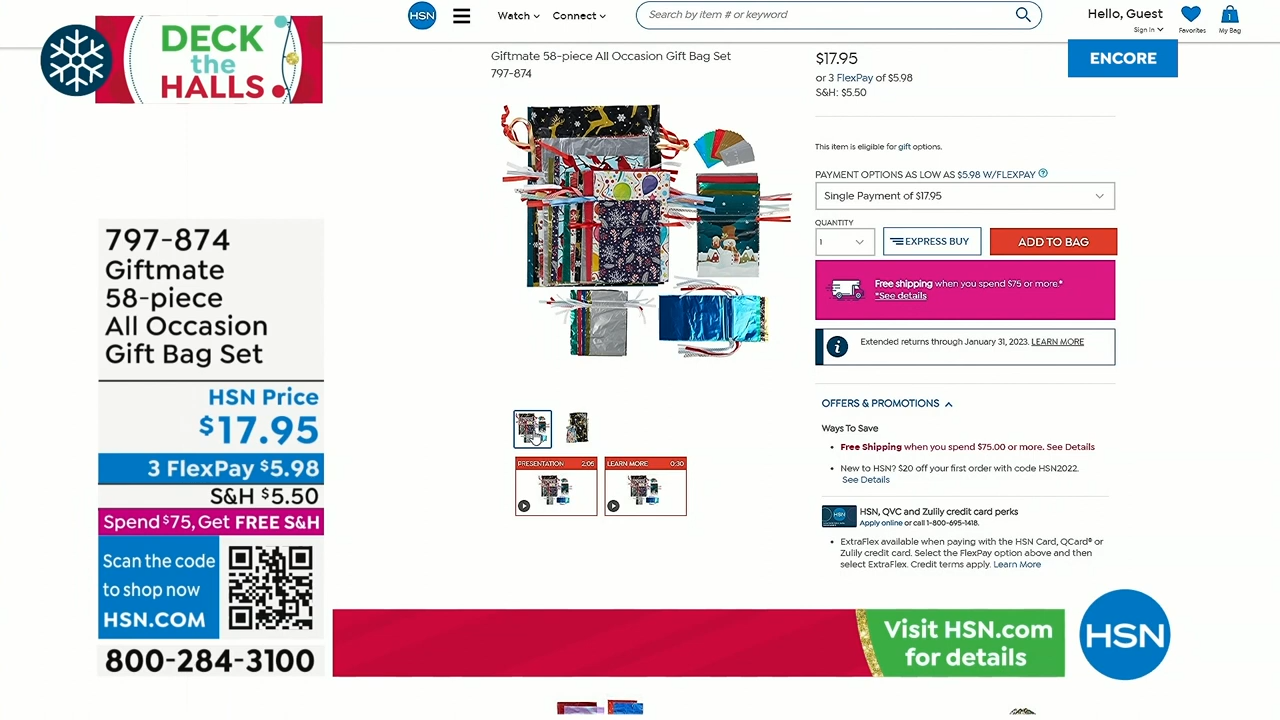 DECK
the
HALLS
HSN
Watch
Connect
Search by item # or keyword
Hello, Guest
Sign In
Favorites
1
My Bag
ENCORE
Giftmate 58-piece All Occasion Gift Bag Set
797-874
$17.95
or 3 FlexPay of $5.98
S&H: $5.50
This item is eligible for gift options.
PAYMENT OPTIONS AS LOW AS $5.98 W/FLEXPAY ?
Single Payment of $17.95
QUANTITY
1
EXPRESS BUY
ADD TO BAG
Free shipping when you spend $75 or more.*
*See details
i
Extended returns through January 31, 2023. LEARN MORE
OFFERS & PROMOTIONS
Ways To Save
• Free Shipping when you spend $75.00 or more. See Details
• New to HSN? $20 off your first order with code HSN2022.
See Details
HSN
HSN, QVC and Zulily credit card perks
Apply online or call 1-800-695-1418.
• ExtraFlex available when paying with the HSN Card, QCard® or
Zulily credit card. Select the FlexPay option above and then
select ExtraFlex. Credit terms apply. Learn More
PRESENTATION 2:05
LEARN MORE 0:30
797-874
Giftmate
58-piece
All Occasion
Gift Bag Set
HSN Price
$17.95
3 FlexPay $5.98
S&H $5.50
Spend $75, Get FREE S&H
Scan the code
to shop now
HSN.COM
800-284-3100
Visit HSN.com
for details
HSN